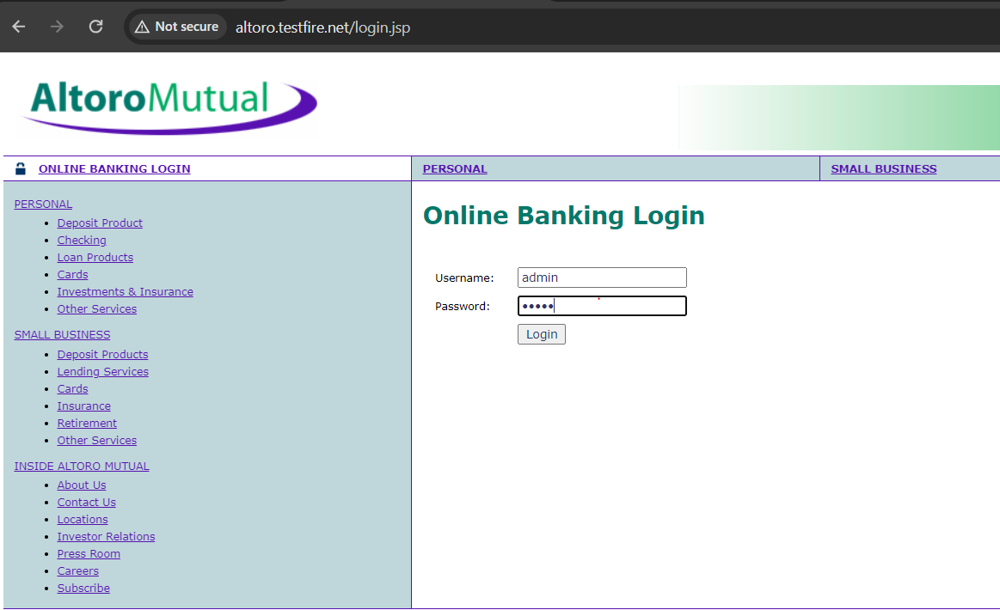 Not secure altoro.testfire.net/login.jsp
AltoroMutual
ONLINE BANKING LOGIN
PERSONAL
SMALL BUSINESS
PERSONAL
Deposit Product
Checking
Loan Products
Cards
Investments & Insurance
Other Services
SMALL BUSINESS
Deposit Products
Lending Services
Cards
Insurance
Retirement
Other Services
INSIDE ALTORO MUTUAL
About Us
Contact Us
Locations
Investor Relations
Press Room
Careers
Subscribe
Online Banking Login
Username: admin
Password: •••••
Login